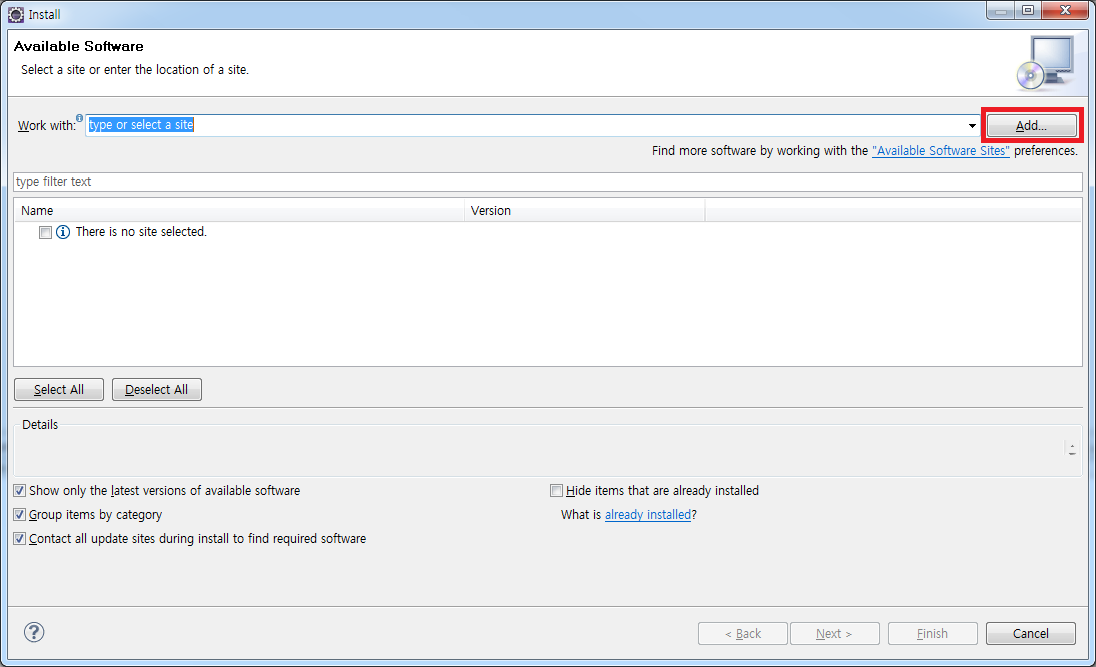 Install
Available Software
Select a site or enter the location of a site.
Work with: type or select a site Add...
Find more software by working with the "Available Software Sites" preferences.
type filter text
Name Version
There is no site selected.
Select All Deselect All
Details
Show only the latest versions of available software Hide items that are already installed
Group items by category What is already installed?
Contact all update sites during install to find required software
? < Back Next > Finish Cancel